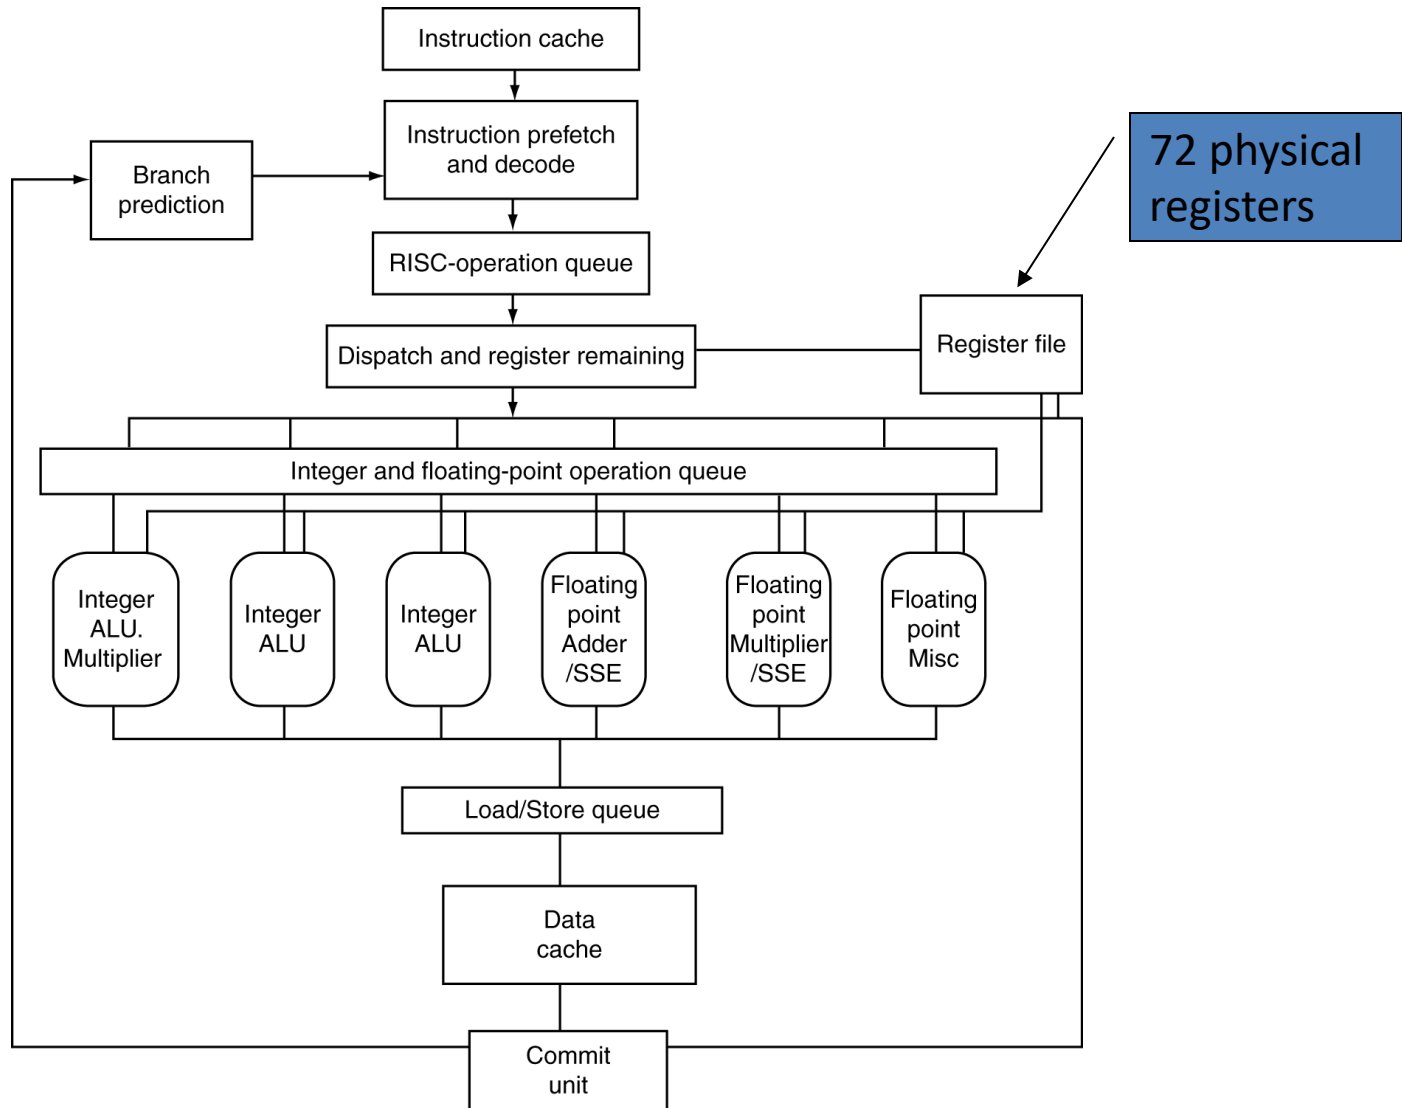 Instruction cache
Instruction prefetch
and decode
72 physical
registers
Branch
prediction
RISC-operation queue
Dispatch and register remaining
Register file
Integer and floating-point operation queue
Integer
ALU.
Multiplier
Integer
ALU
Integer
ALU
Floating
point
Adder
/SSE
Floating
point
Multiplier
/SSE
Floating
point
Misc
Load/Store queue
Data
cache
Commit
unit